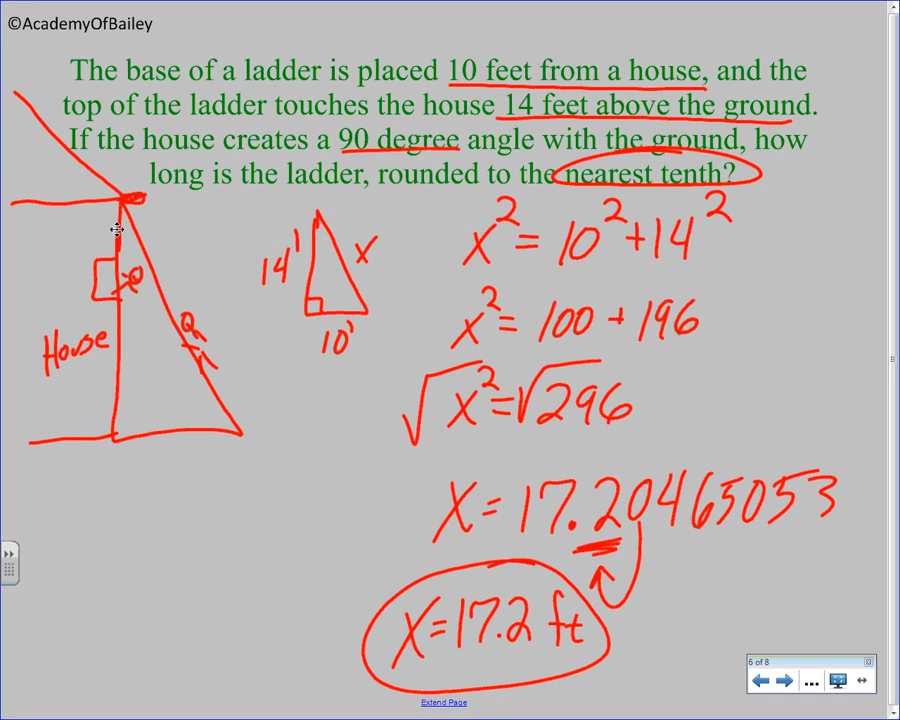 ©AcademyOfBailey
The base of a ladder is placed 10 feet from a house, and the
top of the ladder touches the house 14 feet above the ground.
If the house creates a 90 degree angle with the ground, how
long is the ladder, rounded to the nearest tenth?
14'
x
10'
House
x² = 10² + 14²
x² = 100 + 196
√x² = √296
x = 17.20465053
x = 17.2 ft
6 of 8
...
Extend Page